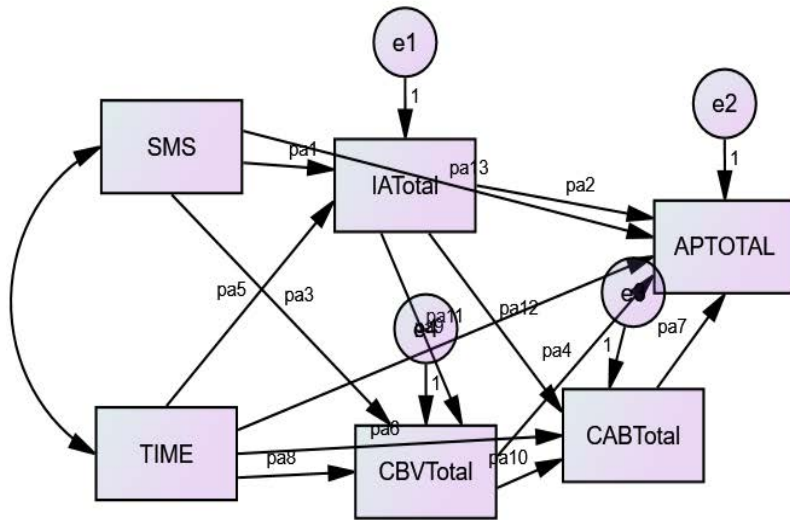 e1
1
e2
SMS
pa1
1
IATotal
pa13
pa2
APTOTAL
pa5
pa3
pa11
pa12
pa7
1
pa4
1
pa6
CABTotal
TIME
pa8
CBVTotal
pa10